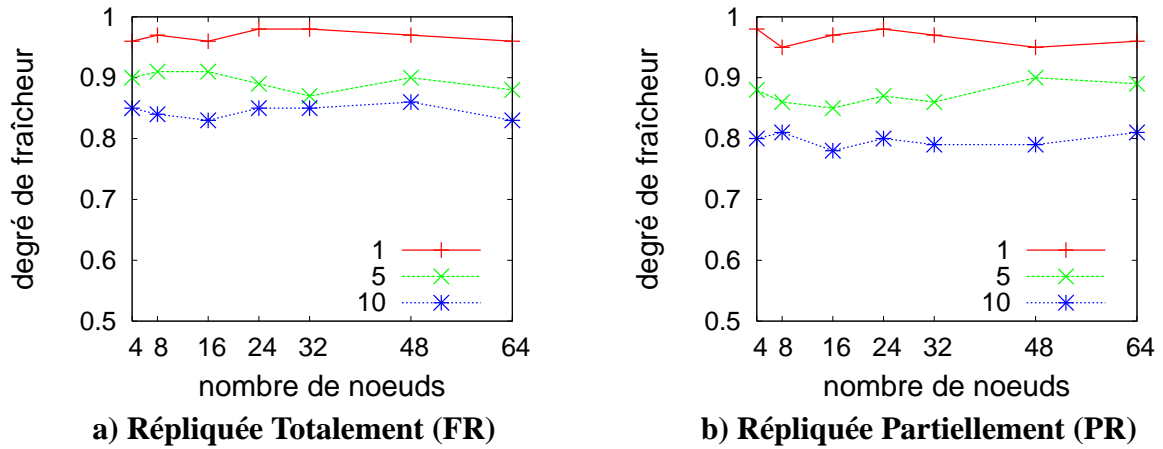 1
0.9
0.8
0.7
0.6
0.5
degré de fraîcheur
1
5
10
4 8 16 24 32 48 64
nombre de noeuds
a) Répliquée Totalement (FR)
1
0.9
0.8
0.7
0.6
0.5
degré de fraîcheur
1
5
10
4 8 16 24 32 48 64
nombre de noeuds
b) Répliquée Partiellement (PR)